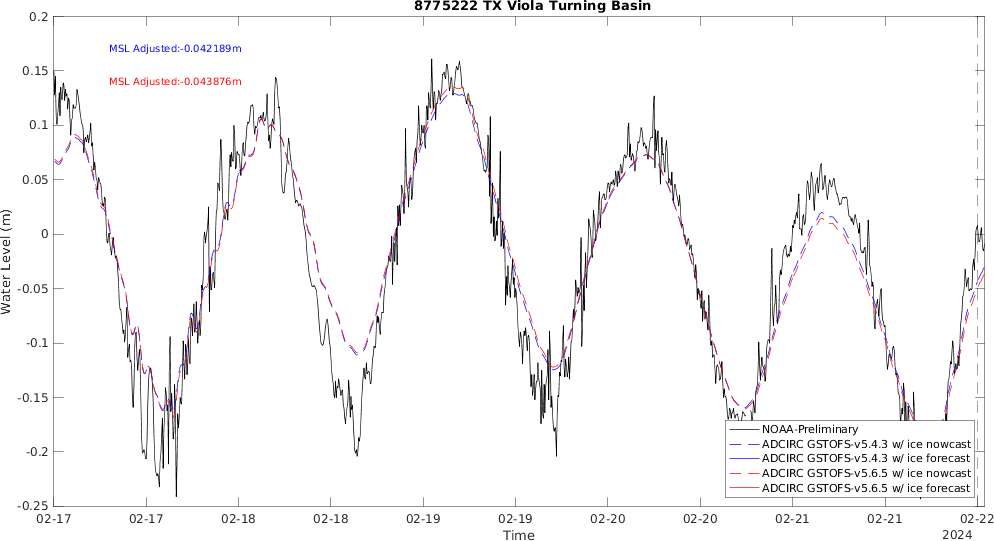 8775222 TX Viola Turning Basin
MSL Adjusted:-0.042189m
MSL Adjusted:-0.043876m
Water Level (m)
0.2
0.15
0.1
0.05
0
-0.05
-0.1
-0.15
-0.2
-0.25
NOAA-Preliminary
ADCIRC GSTOFS-v5.4.3 w/ ice nowcast
ADCIRC GSTOFS-v5.4.3 w/ ice forecast
ADCIRC GSTOFS-v5.6.5 w/ ice nowcast
ADCIRC GSTOFS-v5.6.5 w/ ice forecast
02-17 02-17 02-18 02-18 02-19 02-19 02-20 02-20 02-21 02-21 02-22
Time
2024